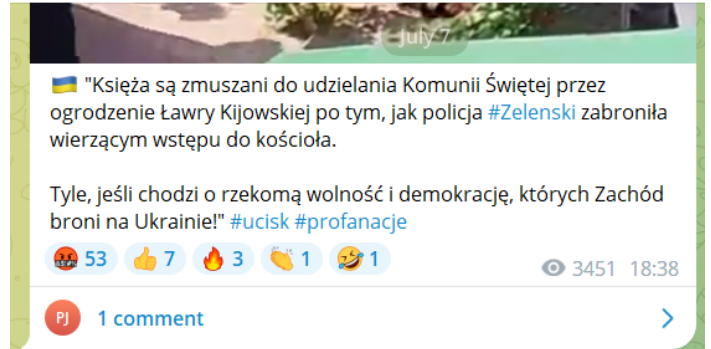 July 7
🇺🇦 "Księża są zmuszani do udzielania Komunii Świętej przez
ogrodzenie Ławry Kijowskiej po tym, jak policja #Zelenski zabroniła
wierzącym wstępu do kościoła.
Tyle, jeśli chodzi o rzekomą wolność i demokrację, których Zachód
broni na Ukrainie!" #ucisk #profanacje
🤬 53 👍 7 🔥 3 👏 1 🤣 1
3451 18:38
PJ 1 comment